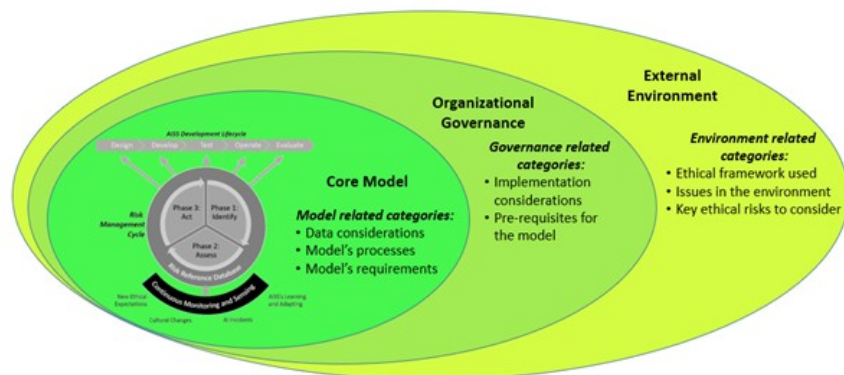 External
Environment
Environment related
categories:
• Ethical framework used
• Issues in the environment
• Key ethical risks to consider
Organizational
Governance
Governance related
categories:
• Implementation
considerations
• Pre-requisites for
the model
Core Model
Model related categories:
• Data considerations
• Model's processes
• Model's requirements
AISS Development Lifecycle
Design
Develop
Test
Operate
Evaluate
Risk
Management
Cycle
Phase 3:
Act
Phase 1:
Identify
Phase 2:
Assess
Risk Reference Database
Continuous Monitoring and Sensing
New Ethical
Expectations
Cultural Changes
AI Incidents
AISS's Learning
and Adapting